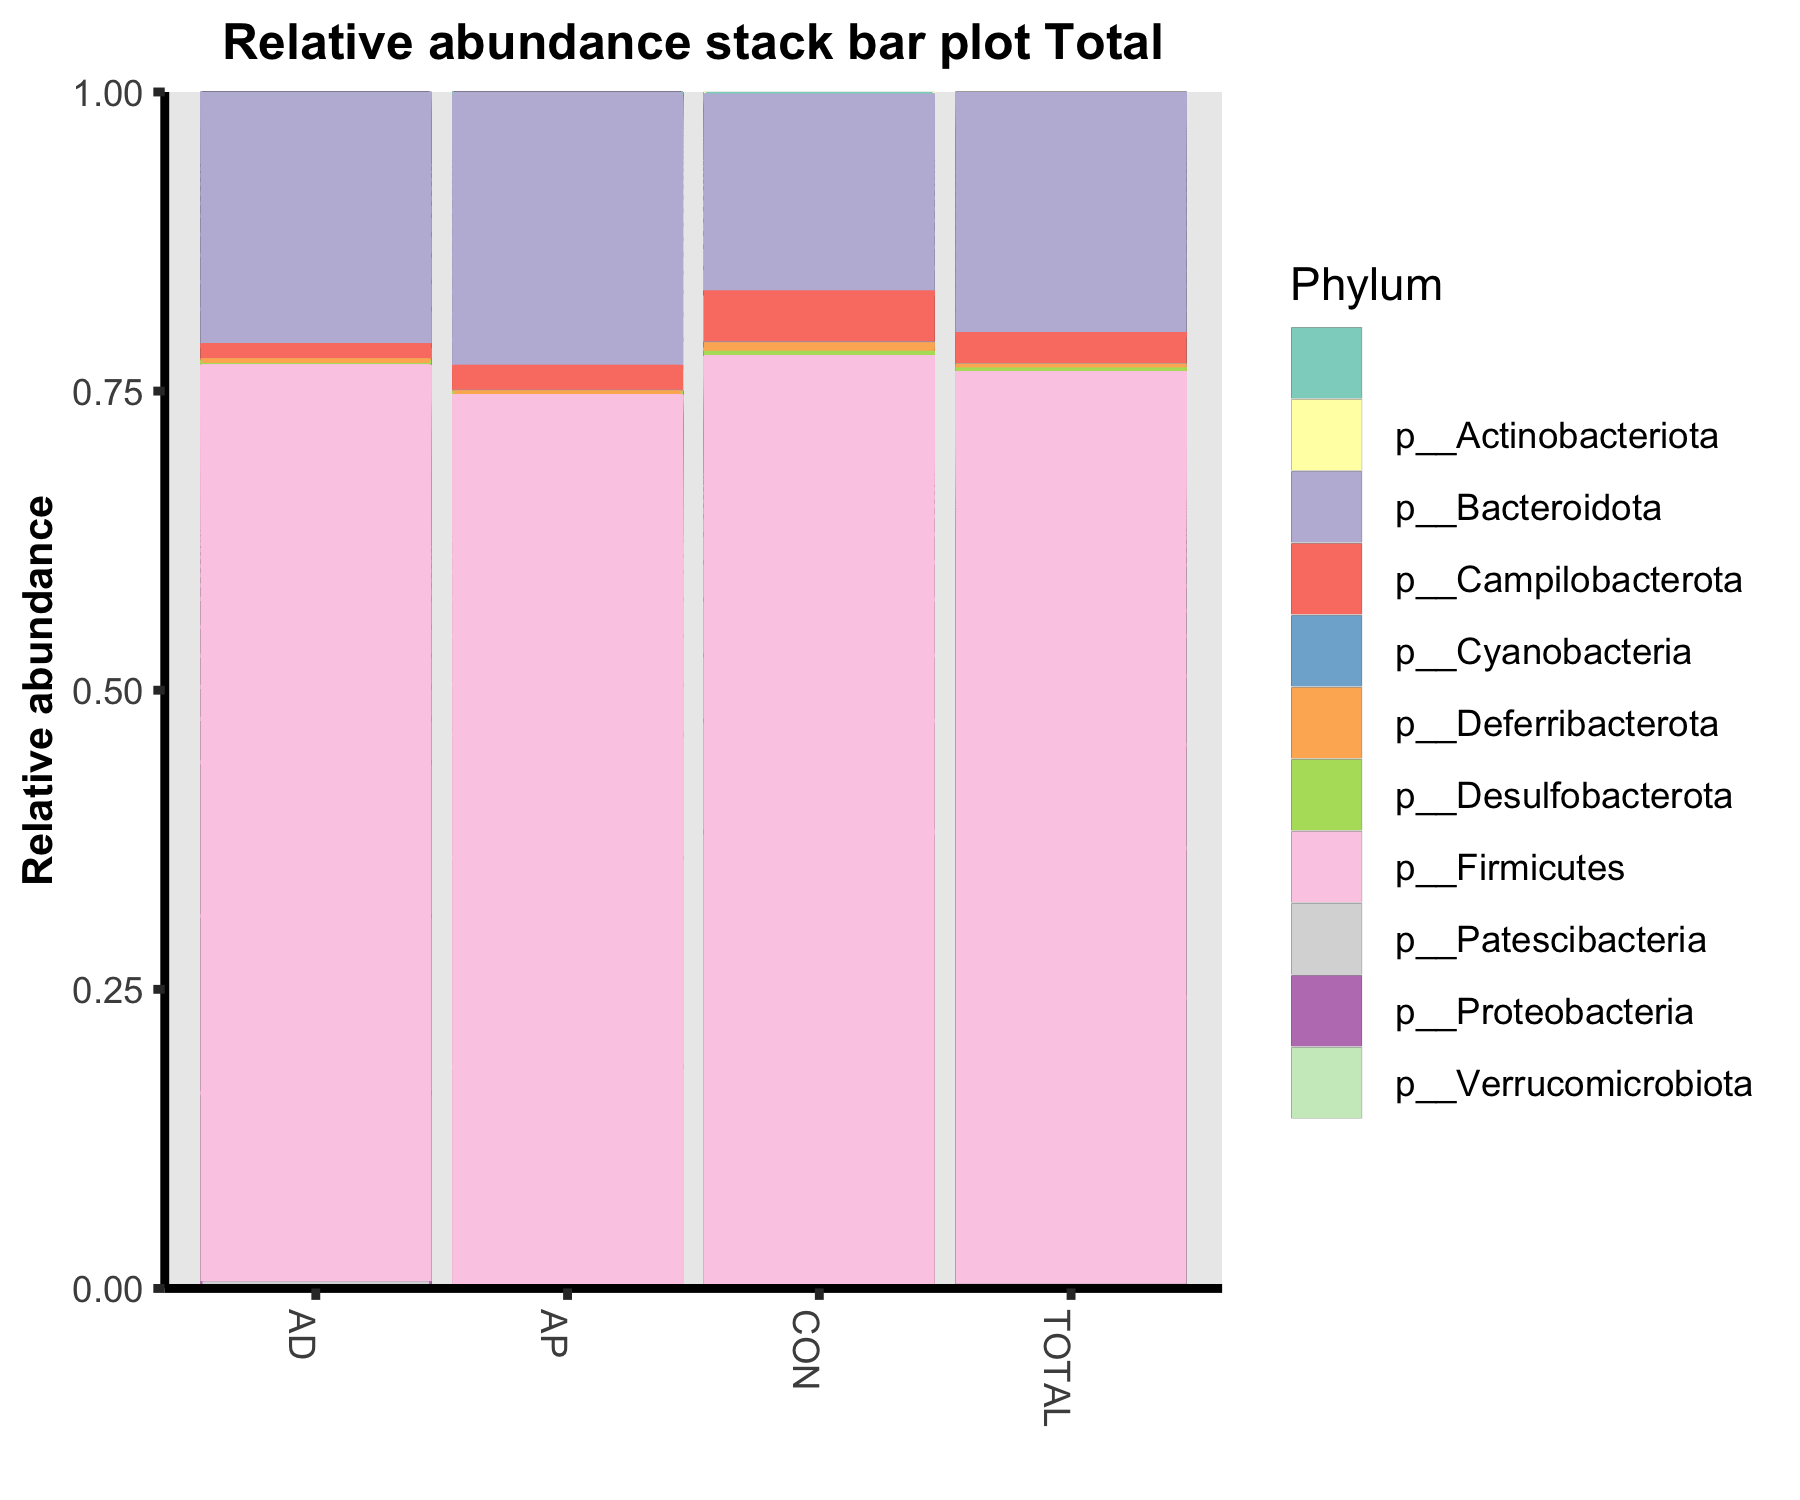 Relative abundance stack bar plot Total
Relative abundance
1.00
0.75
0.50
0.25
0.00
AD
AP
CON
TOTAL
Phylum
p__Actinobacteriota
p__Bacteroidota
p__Campilobacterota
p__Cyanobacteria
p__Deferribacterota
p__Desulfobacterota
p__Firmicutes
p__Patescibacteria
p__Proteobacteria
p__Verrucomicrobiota